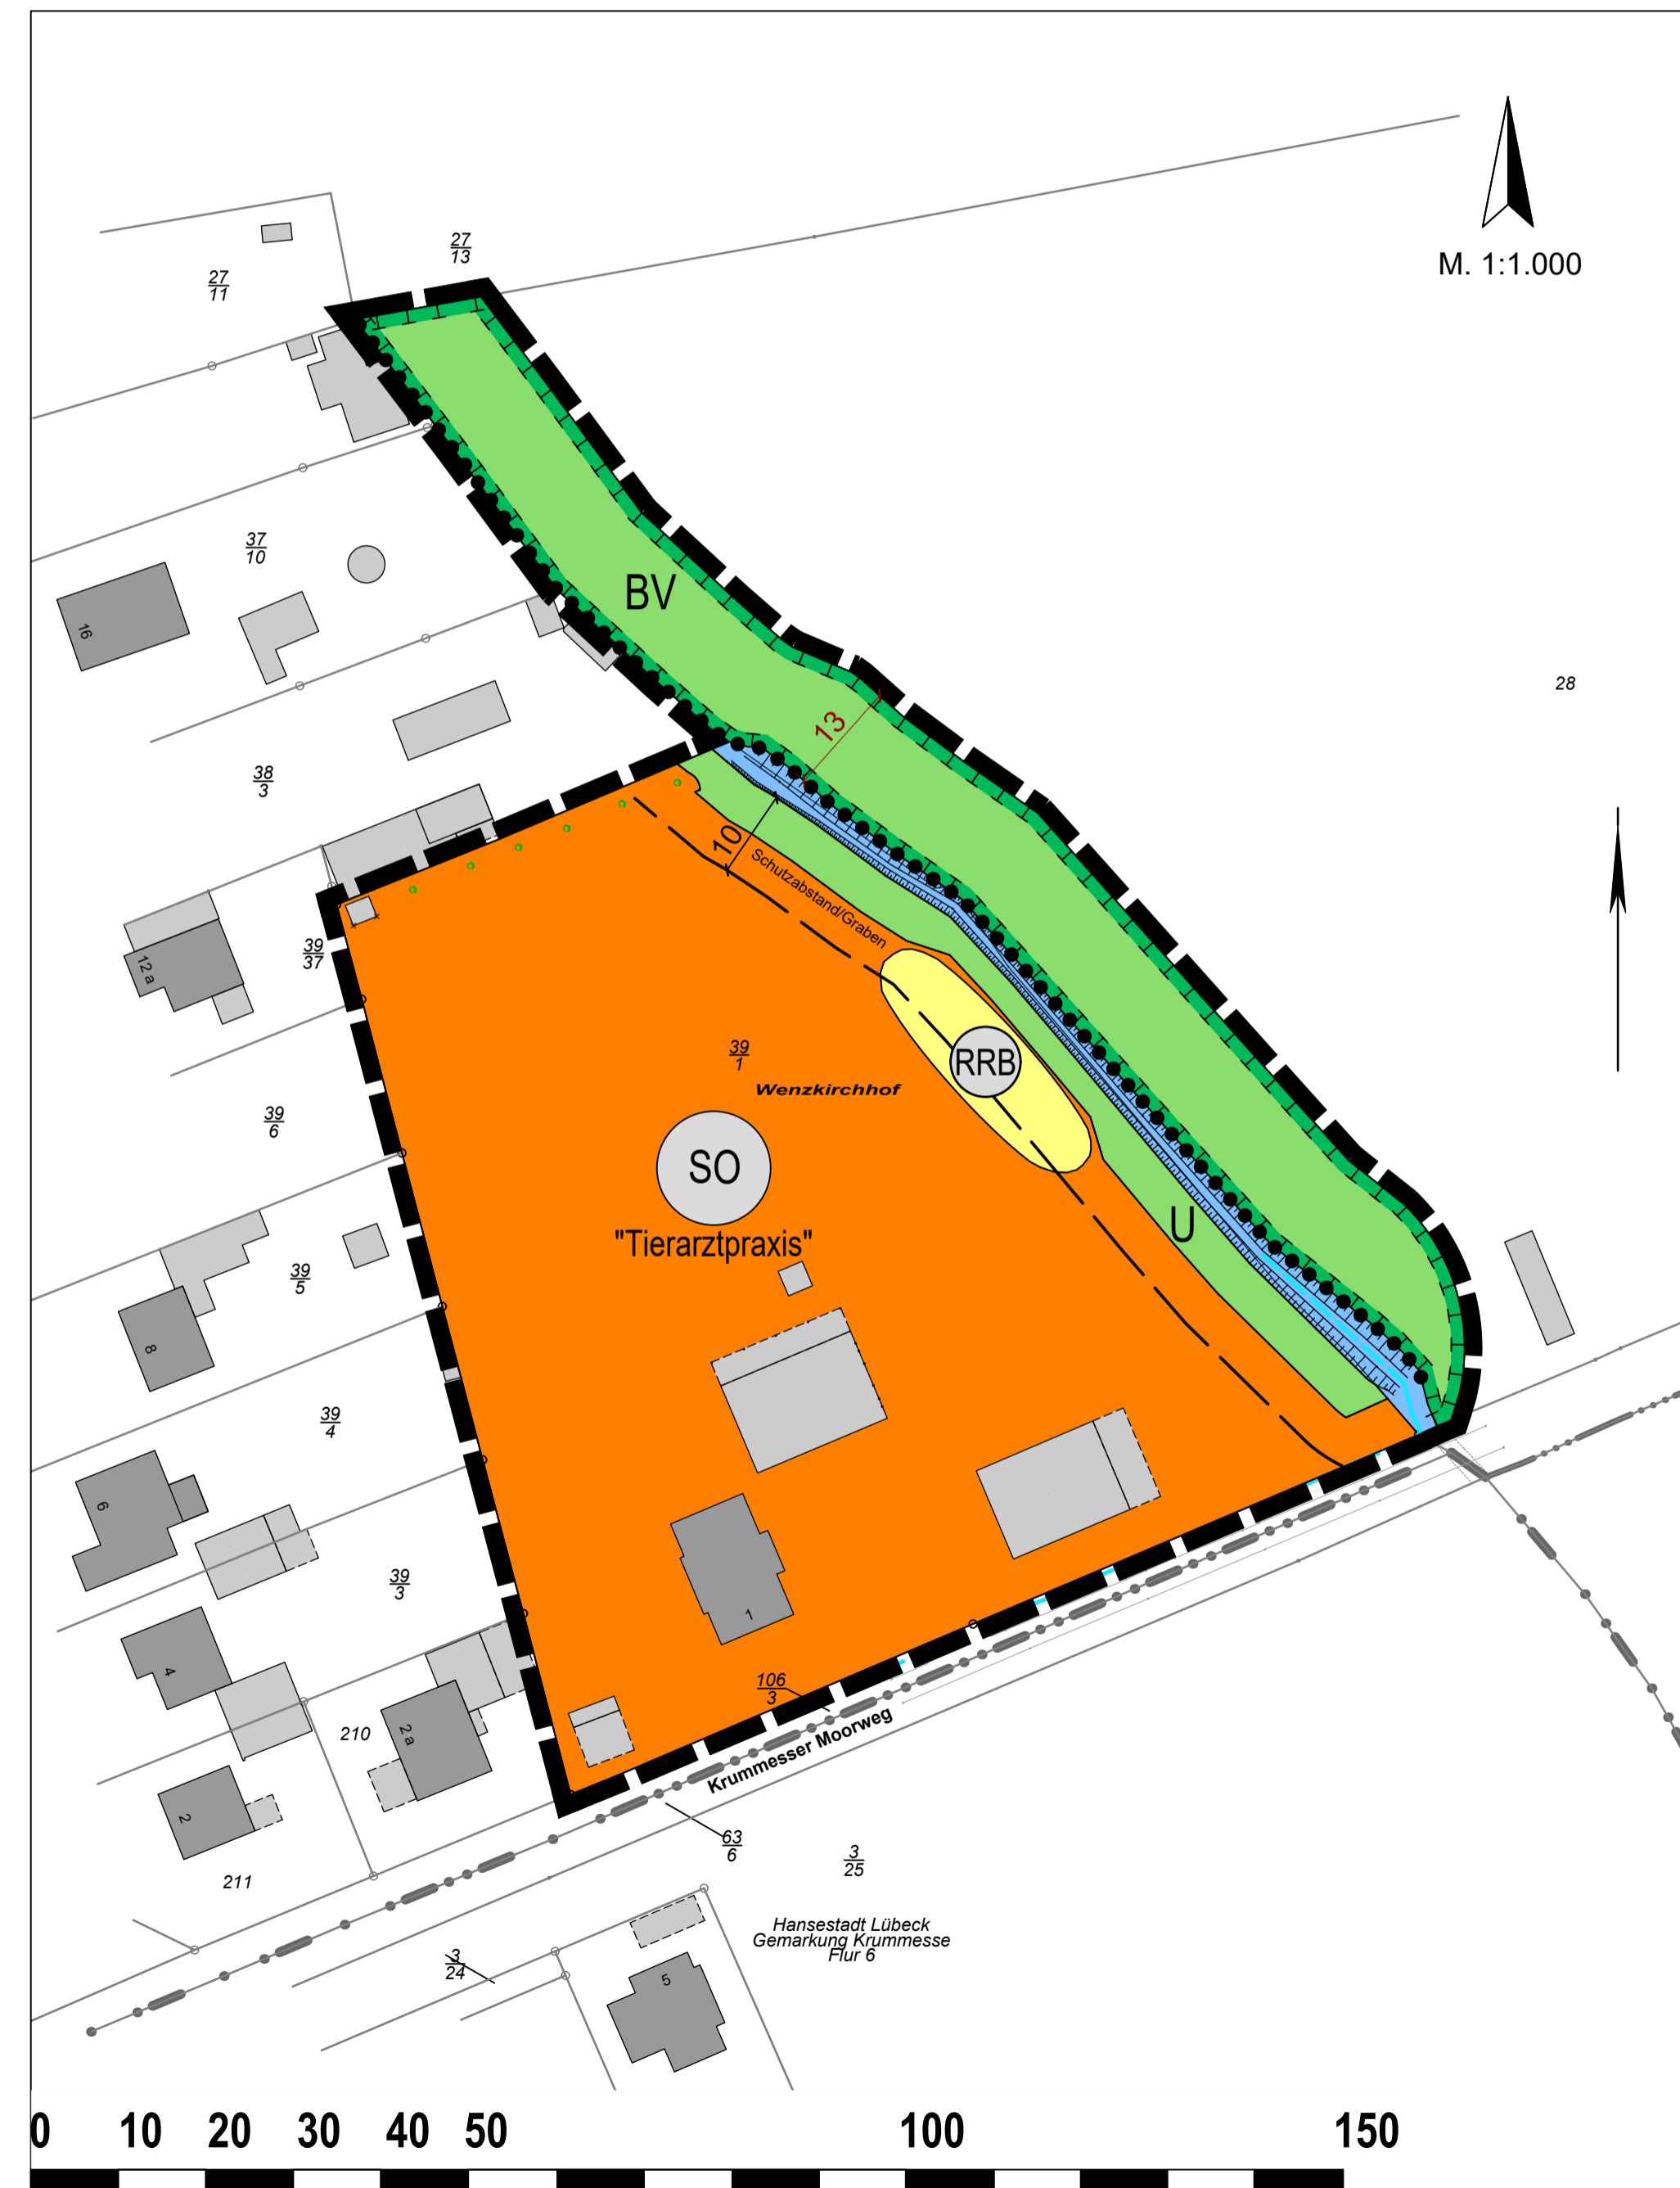 M. 1:1.000
27
13
27
11
BV
37
10
16
28
13
38
3
10
Schutzabstand/Graben
39
37
12 a
39
1
Wenzkirchhof
RRB
39
6
SO
"Tierarztpraxis"
U
39
5
8
39
4
6
39
3
1
4
106
3
210
2 a
Krummesser Moorweg
2
63
6
3
25
211
Hansestadt Lübeck
Gemarkung Krummesse
Flur 6
3
24
5
0 10 20 30 40 50 100 150